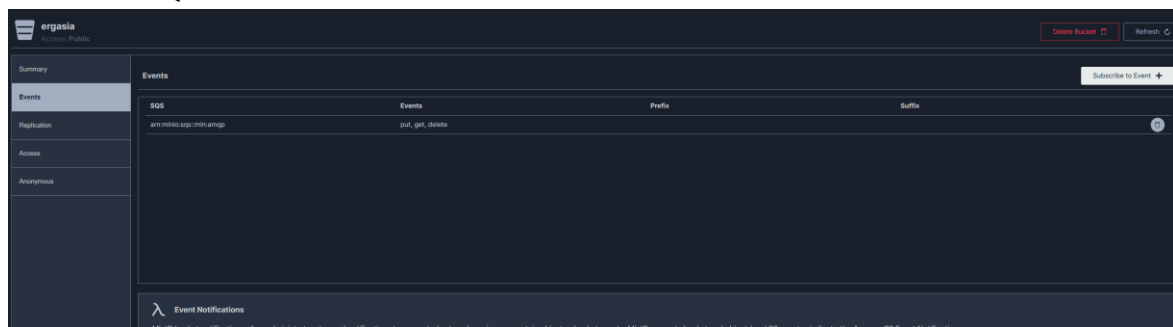 ergasia
Access: Public
Delete Bucket
Refresh
Summary
Events
Replication
Access
Anonymous
Events
Subscribe to Event +
SQS Events Prefix Suffix
arn:minio:sqs::min:amqp put, get, delete
Event Notifications